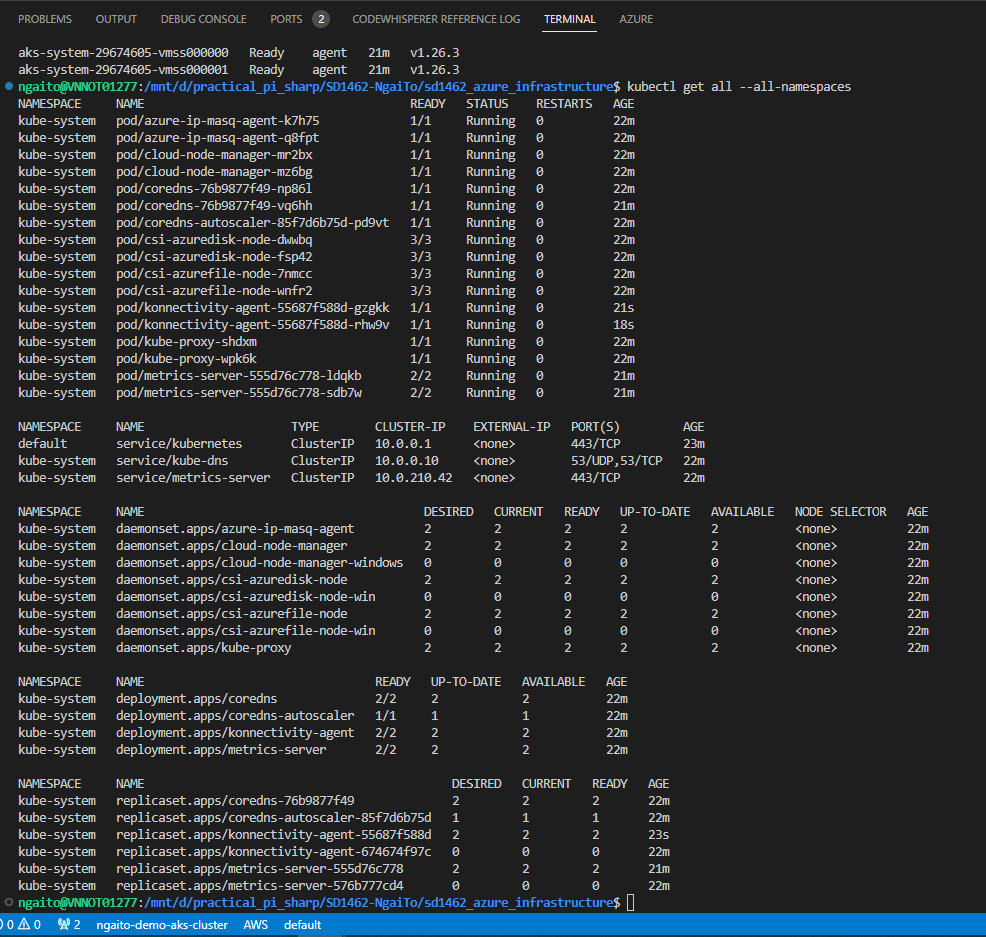 PROBLEMS OUTPUT DEBUG CONSOLE PORTS 2 CODEWHISPERER REFERENCE LOG TERMINAL AZURE
aks-system-29674605-vmss000000 Ready agent 21m v1.26.3
aks-system-29674605-vmss000001 Ready agent 21m v1.26.3
ngaito@VNNOT01277:/mnt/d/practical_pi_sharp/SD1462-NgaiTo/sd1462_azure_infrastructure$ kubectl get all --all-namespaces
NAMESPACE NAME READY STATUS RESTARTS AGE
kube-system pod/azure-ip-masq-agent-k7h75 1/1 Running 0 22m
kube-system pod/azure-ip-masq-agent-q8fpt 1/1 Running 0 22m
kube-system pod/cloud-node-manager-mr2bx 1/1 Running 0 22m
kube-system pod/cloud-node-manager-mz6bg 1/1 Running 0 22m
kube-system pod/coredns-76b9877f49-np86l 1/1 Running 0 22m
kube-system pod/coredns-76b9877f49-vq6hh 1/1 Running 0 21m
kube-system pod/coredns-autoscaler-85f7d6b75d-pd9vt 1/1 Running 0 22m
kube-system pod/csi-azuredisk-node-dwwbq 3/3 Running 0 22m
kube-system pod/csi-azuredisk-node-fsp42 3/3 Running 0 22m
kube-system pod/csi-azurefile-node-7nmcc 3/3 Running 0 22m
kube-system pod/csi-azurefile-node-wnfr2 3/3 Running 0 22m
kube-system pod/konnectivity-agent-55687f588d-gzgkk 1/1 Running 0 21s
kube-system pod/konnectivity-agent-55687f588d-rhw9v 1/1 Running 0 18s
kube-system pod/kube-proxy-shdxm 1/1 Running 0 22m
kube-system pod/kube-proxy-wpk6k 1/1 Running 0 22m
kube-system pod/metrics-server-555d76c778-ldqkb 2/2 Running 0 21m
kube-system pod/metrics-server-555d76c778-sdb7w 2/2 Running 0 21m
NAMESPACE NAME TYPE CLUSTER-IP EXTERNAL-IP PORT(S) AGE
default service/kubernetes ClusterIP 10.0.0.1 <none> 443/TCP 23m
kube-system service/kube-dns ClusterIP 10.0.0.10 <none> 53/UDP,53/TCP 22m
kube-system service/metrics-server ClusterIP 10.0.210.42 <none> 443/TCP 22m
NAMESPACE NAME DESIRED CURRENT READY UP-TO-DATE AVAILABLE NODE SELECTOR AGE
kube-system daemonset.apps/azure-ip-masq-agent 2 2 2 2 2 <none> 22m
kube-system daemonset.apps/cloud-node-manager 2 2 2 2 2 <none> 22m
kube-system daemonset.apps/cloud-node-manager-windows 0 0 0 0 0 <none> 22m
kube-system daemonset.apps/csi-azuredisk-node 2 2 2 2 2 <none> 22m
kube-system daemonset.apps/csi-azuredisk-node-win 0 0 0 0 0 <none> 22m
kube-system daemonset.apps/csi-azurefile-node 2 2 2 2 2 <none> 22m
kube-system daemonset.apps/csi-azurefile-node-win 0 0 0 0 0 <none> 22m
kube-system daemonset.apps/kube-proxy 2 2 2 2 2 <none> 22m
NAMESPACE NAME READY UP-TO-DATE AVAILABLE AGE
kube-system deployment.apps/coredns 2/2 2 2 22m
kube-system deployment.apps/coredns-autoscaler 1/1 1 1 22m
kube-system deployment.apps/konnectivity-agent 2/2 2 2 22m
kube-system deployment.apps/metrics-server 2/2 2 2 22m
NAMESPACE NAME DESIRED CURRENT READY AGE
kube-system replicaset.apps/coredns-76b9877f49 2 2 2 22m
kube-system replicaset.apps/coredns-autoscaler-85f7d6b75d 1 1 1 22m
kube-system replicaset.apps/konnectivity-agent-55687f588d 2 2 2 23s
kube-system replicaset.apps/konnectivity-agent-674674f97c 0 0 0 22m
kube-system replicaset.apps/metrics-server-555d76c778 2 2 2 21m
kube-system replicaset.apps/metrics-server-576b777cd4 0 0 0 22m
ngaito@VNNOT01277:/mnt/d/practical_pi_sharp/SD1462-NgaiTo/sd1462_azure_infrastructure$
0 0 2 ngaito-demo-aks-cluster AWS default